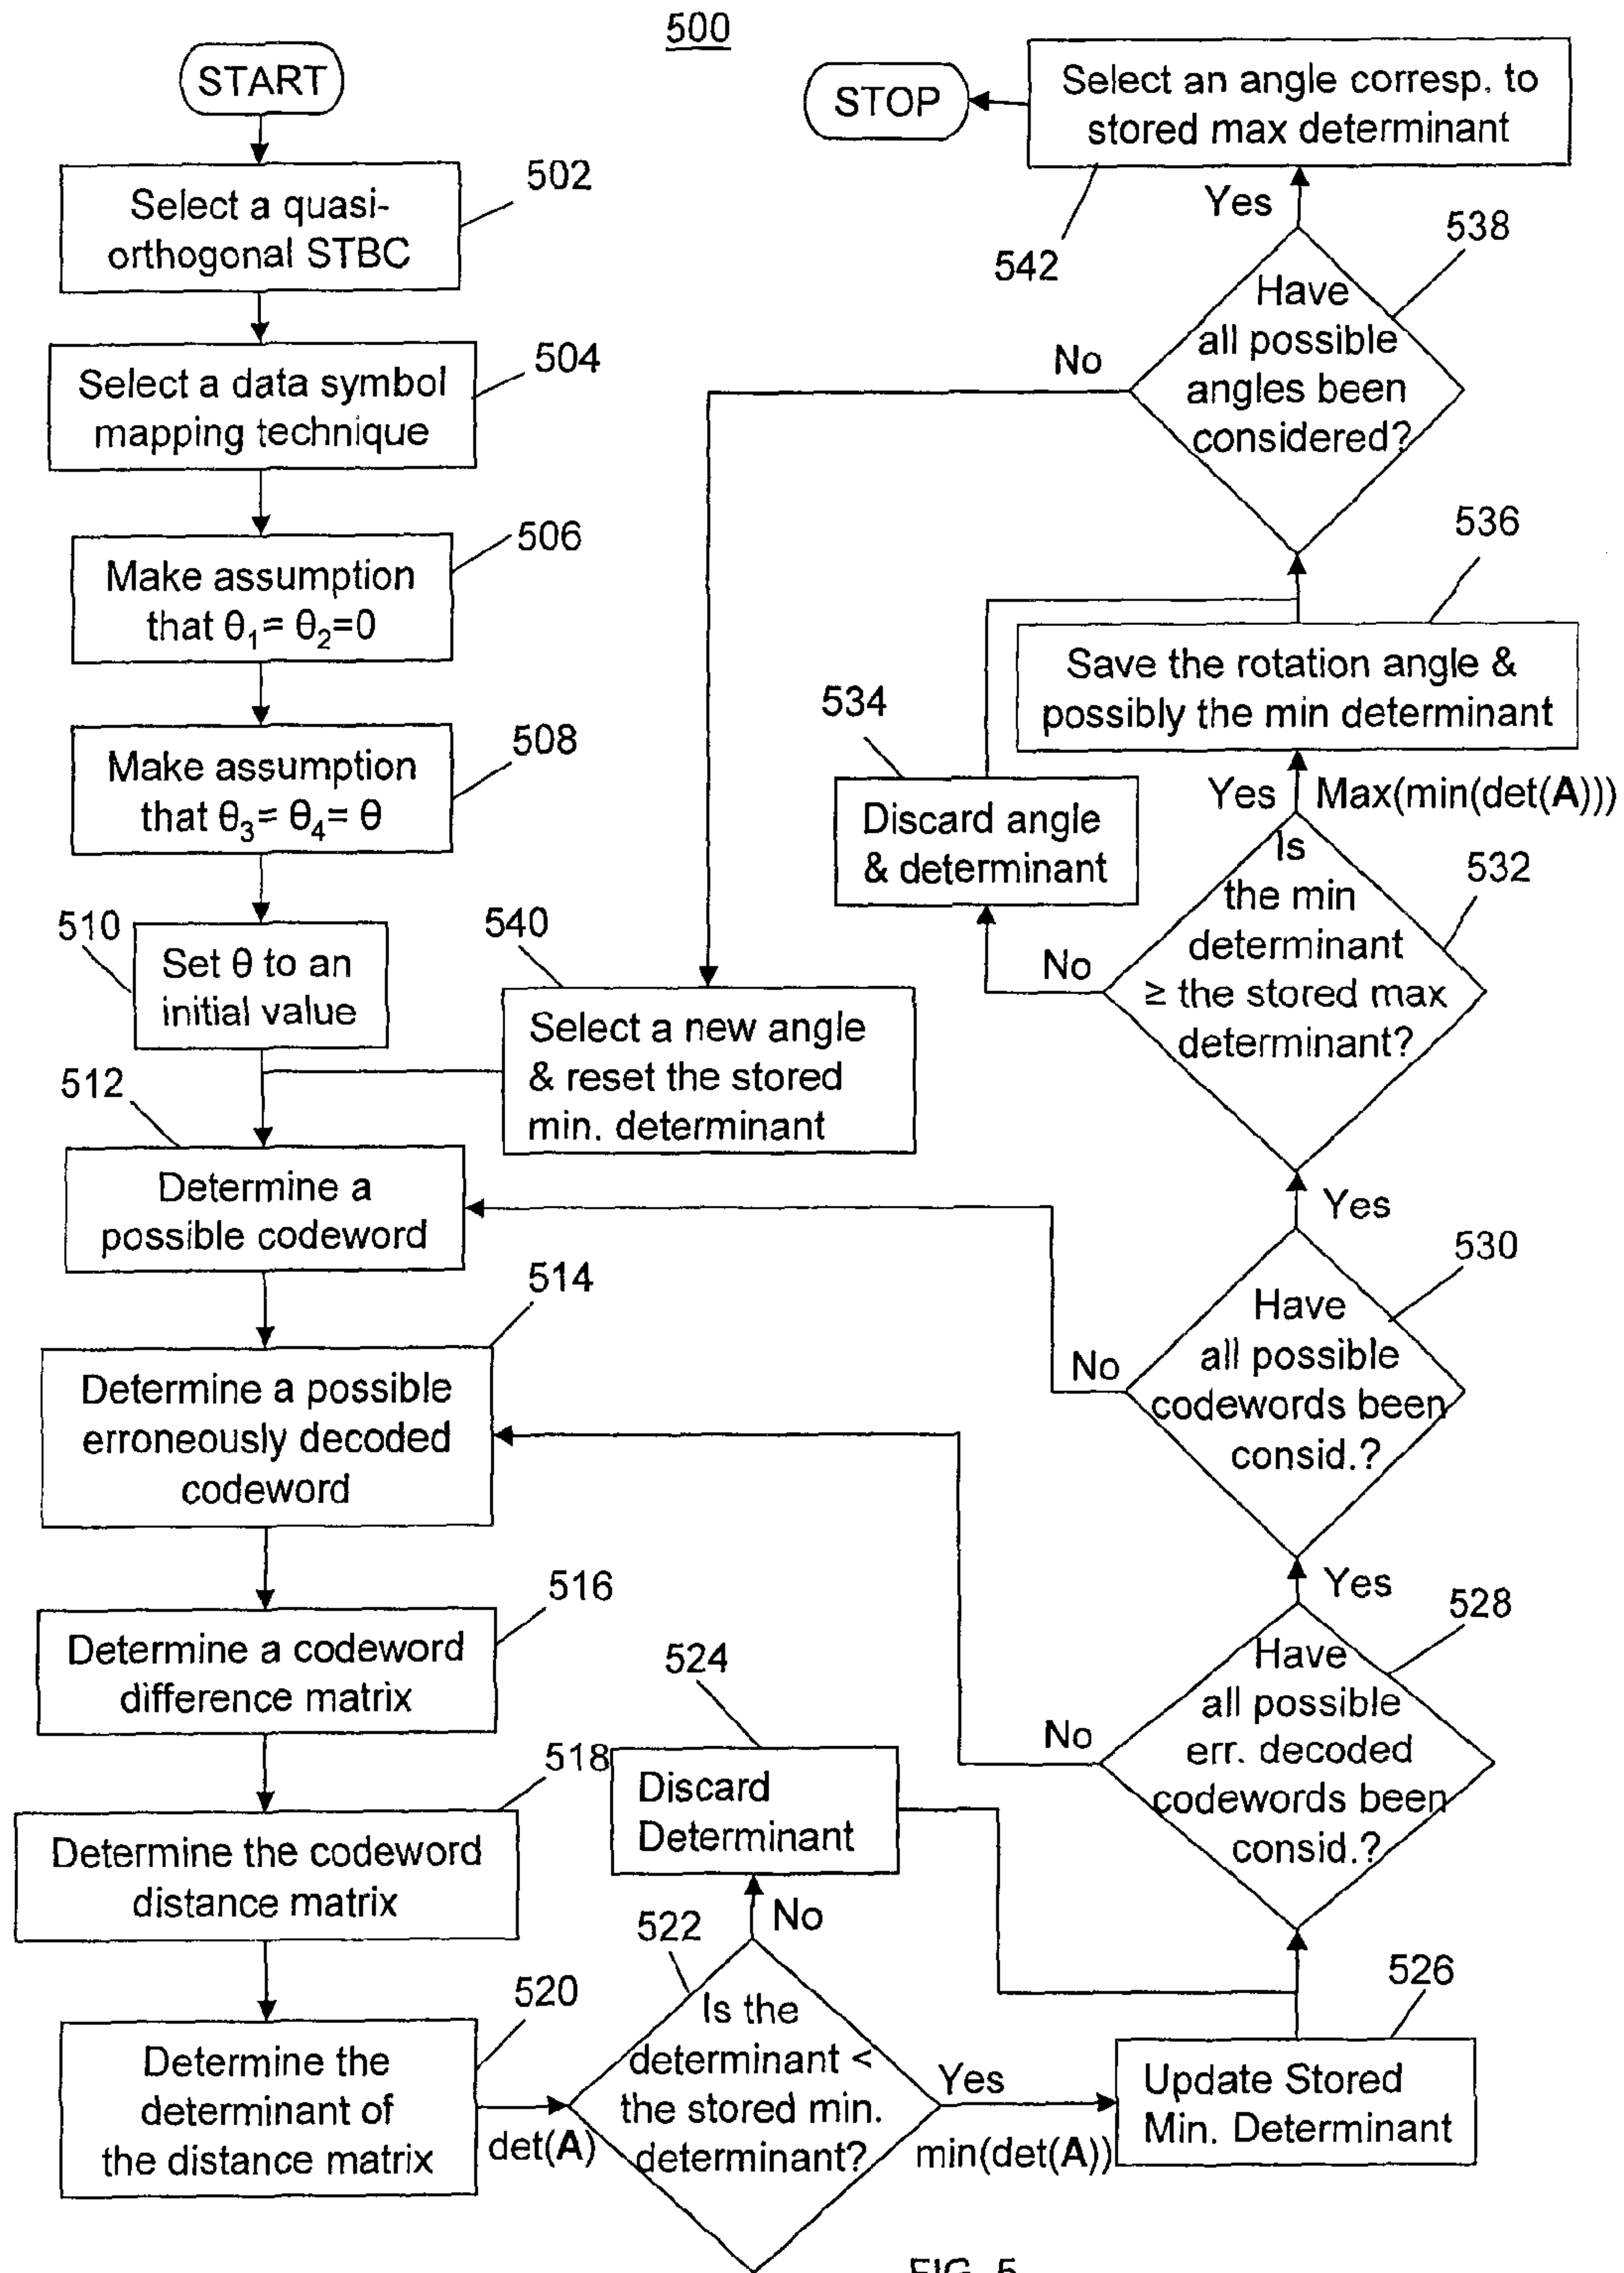 500
START
Select a quasi-
orthogonal STBC
502
Select a data symbol
mapping technique
504
Make assumption
that θ₁= θ₂=0
506
Make assumption
that θ₃= θ₄= θ
508
510
Set θ to an
initial value
540
Select a new angle
& reset the stored
min. determinant
512
Determine a
possible codeword
514
Determine a possible
erroneously decoded
codeword
516
Determine a codeword
difference matrix
518
Determine the codeword
distance matrix
520
Determine the
determinant of
the distance matrix
det(A)
522
Is the
determinant <
the stored min.
determinant?
No
524
Discard
Determinant
Yes
min(det(A))
526
Update Stored
Min. Determinant
528
Have
all possible
err. decoded
codewords been
consid.?
No
Yes
530
Have
all possible
codewords been
consid.?
No
Yes
532
Is
the min
determinant
≥ the stored max
determinant?
No
534
Discard angle
& determinant
Yes
Max(min(det(A)))
536
Save the rotation angle &
possibly the min determinant
538
Have
all possible
angles been
considered?
No
Yes
542
Select an angle corresp. to
stored max determinant
STOP
FIG. 5